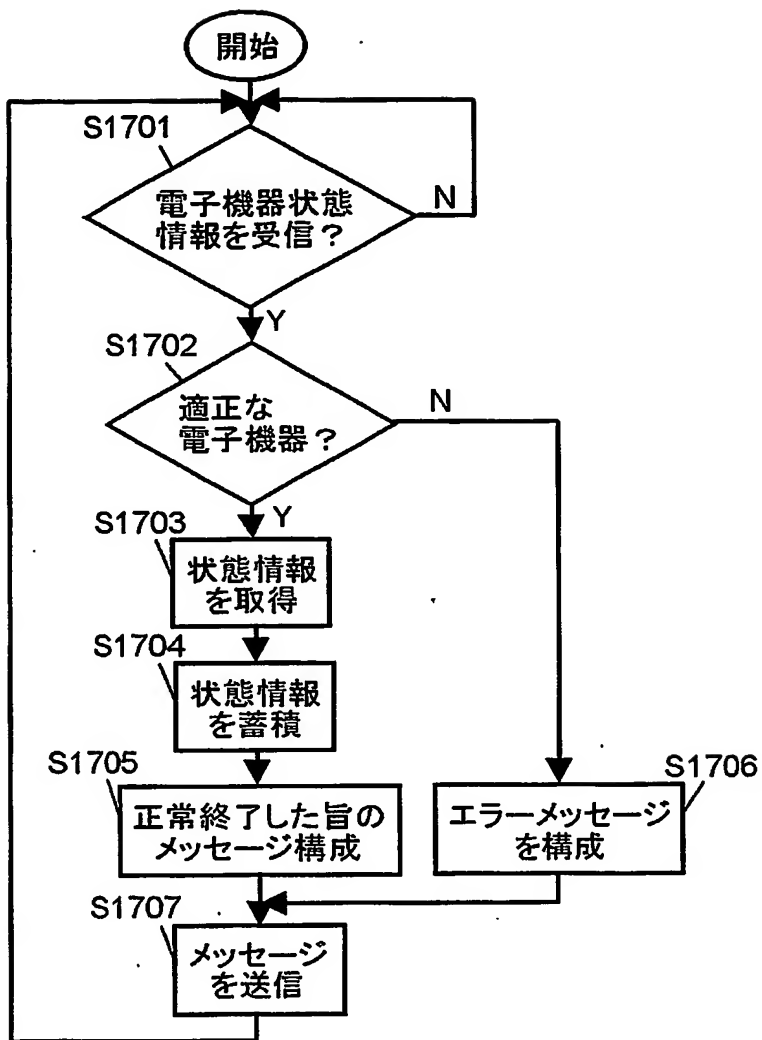 開始
S1701
電子機器状態
情報を受信?
N
Y
S1702
適正な
電子機器?
N
Y
S1703
状態情報
を取得
S1704
状態情報
を蓄積
S1705
正常終了した旨の
メッセージ構成
S1706
エラーメッセージ
を構成
S1707
メッセージ
を送信